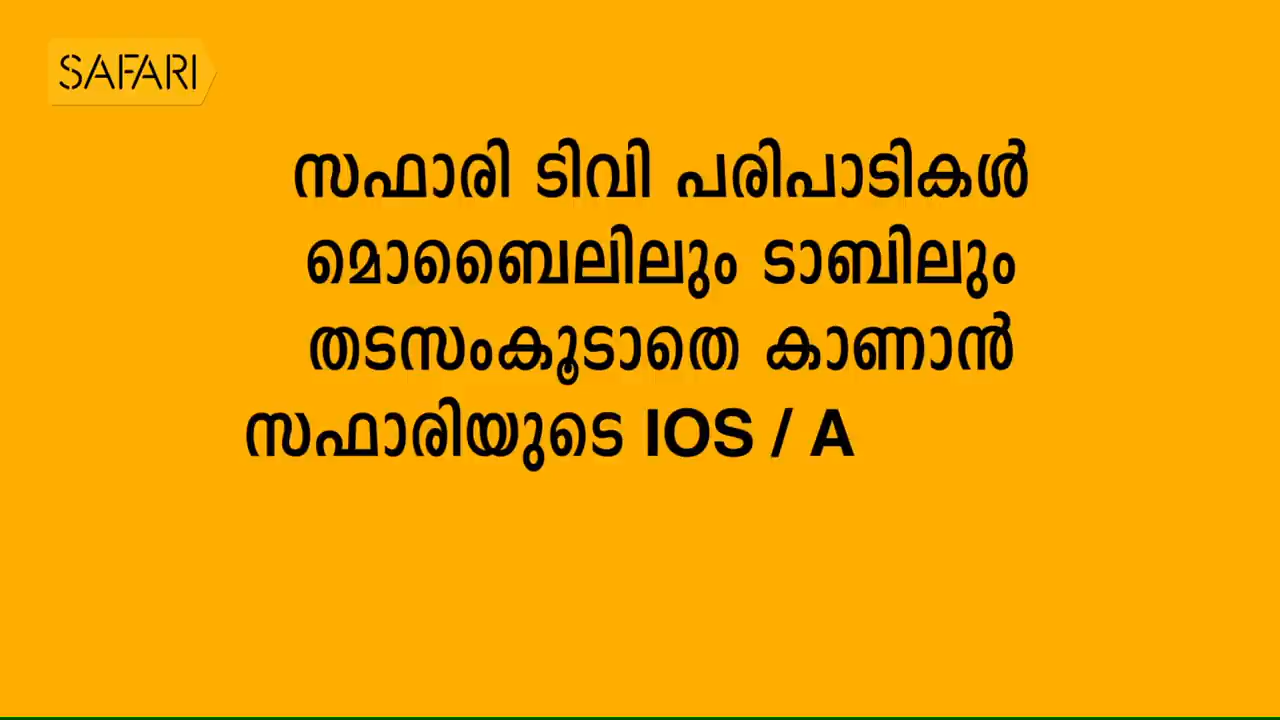 SAFARI
സഫാരി ടിവി പരിപാടികൾ
മൊബൈലിലും ടാബിലും
തടസംകൂടാതെ കാണാൻ
സഫാരിയുടെ IOS / A